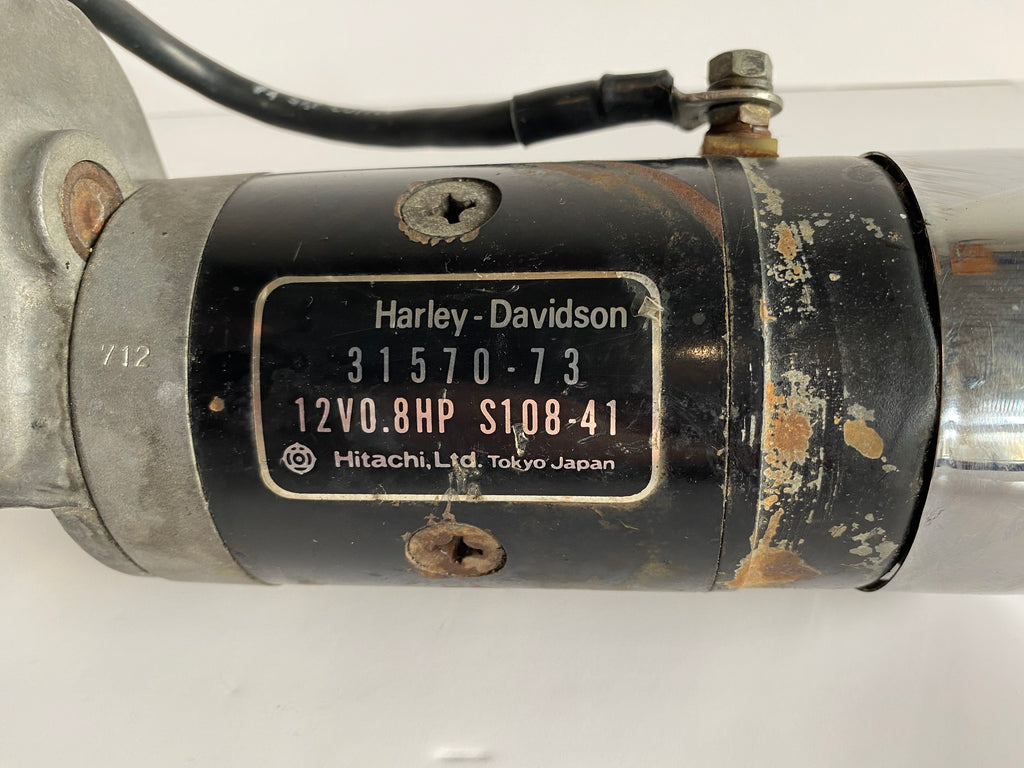 Harley-Davidson
31570-73
12V0.8HP S108-41
Hitachi, Ltd. Tokyo Japan
712